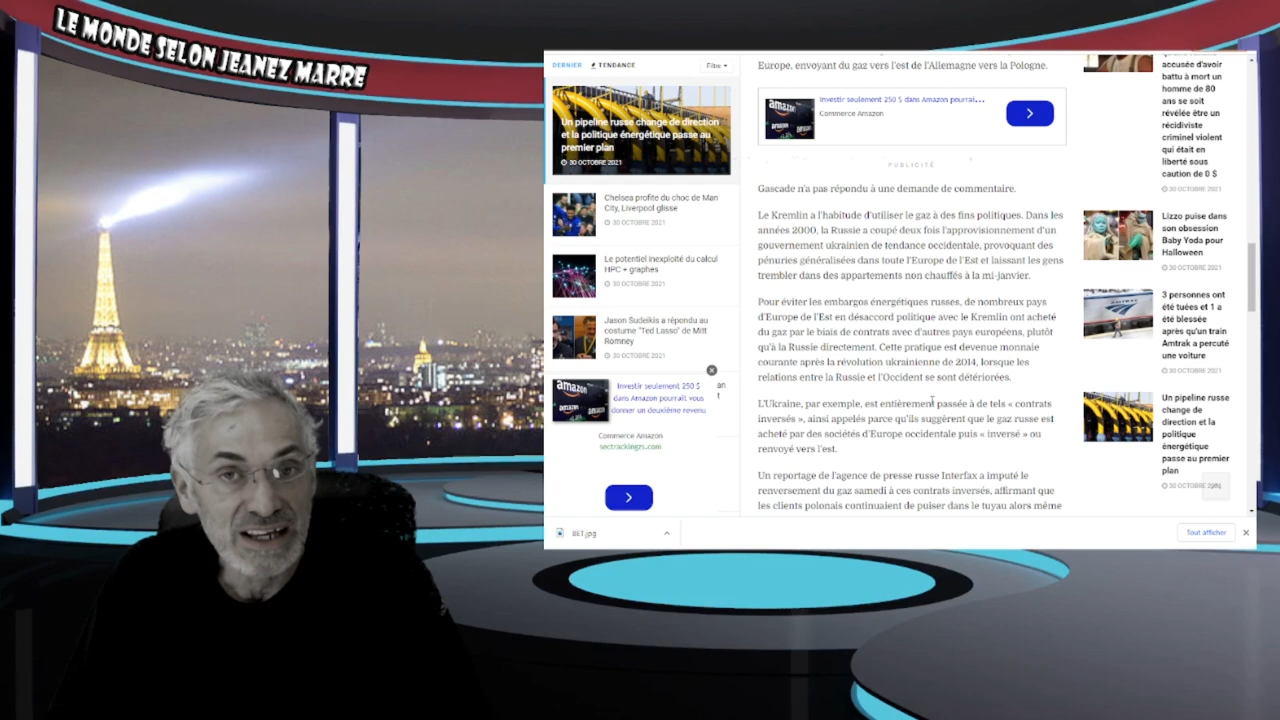 LE MONDE SELON JEANEZ MARRE
DERNIER
TENDANCE
Filtre
Un pipeline russe change de direction
et la politique énergétique passe au
premier plan
30 OCTOBRE 2021
Chelsea profite du choc de Man
City, Liverpool glisse
30 OCTOBRE 2021
Le potentiel inexploité du calcul
HPC + graphes
30 OCTOBRE 2021
Jason Sudeikis a répondu au
costume "Ted Lasso" de Mitt
Romney
30 OCTOBRE 2021
amazon
Investir seulement 250 $
dans Amazon pourrait vous
donner un deuxième revenu
Commerce Amazon
sectrackingzs.com
an
t
Europe, envoyant du gaz vers l'est de l'Allemagne vers la Pologne.
amazon
Investir seulement 250 $ dans Amazon pourrai...
Commerce Amazon
PUBLICITÉ
Gascade n'a pas répondu à une demande de commentaire.
Le Kremlin a l'habitude d'utiliser le gaz à des fins politiques. Dans les
années 2000, la Russie a coupé deux fois l'approvisionnement d'un
gouvernement ukrainien de tendance occidentale, provoquant des
pénuries généralisées dans toute l'Europe de l'Est et laissant les gens
trembler dans des appartements non chauffés à la mi-janvier.
Pour éviter les embargos énergétiques russes, de nombreux pays
d'Europe de l'Est en désaccord politique avec le Kremlin ont acheté
du gaz par le biais de contrats avec d'autres pays européens, plutôt
qu'à la Russie directement. Cette pratique est devenue monnaie
courante après la révolution ukrainienne de 2014, lorsque les
relations entre la Russie et l'Occident se sont détériorées.
L'Ukraine, par exemple, est entièrement passée à de tels « contrats
inversés », ainsi appelés parce qu'ils suggèrent que le gaz russe est
acheté par des sociétés d'Europe occidentale puis « inversé » ou
renvoyé vers l'est.
Un reportage de l'agence de presse russe Interfax a imputé le
renversement du gaz samedi à ces contrats inversés, affirmant que
les clients polonais continuaient de puiser dans le tuyau alors même
accusée d'avoir
battu à mort un
homme de 80
ans se soit
révélée être un
récidiviste
criminel violent
qui était en
liberté sous
caution de 0 $
30 OCTOBRE 2021
Lizzo puise dans
son obsession
Baby Yoda pour
Halloween
30 OCTOBRE 2021
AMTRAK
3 personnes ont
été tuées et 1 a
été blessée
après qu'un train
Amtrak a percuté
une voiture
30 OCTOBRE 2021
Un pipeline russe
change de
direction et la
politique
énergétique
passe au premier
plan
30 OCTOBRE 2021
BET.jpg
Tout afficher